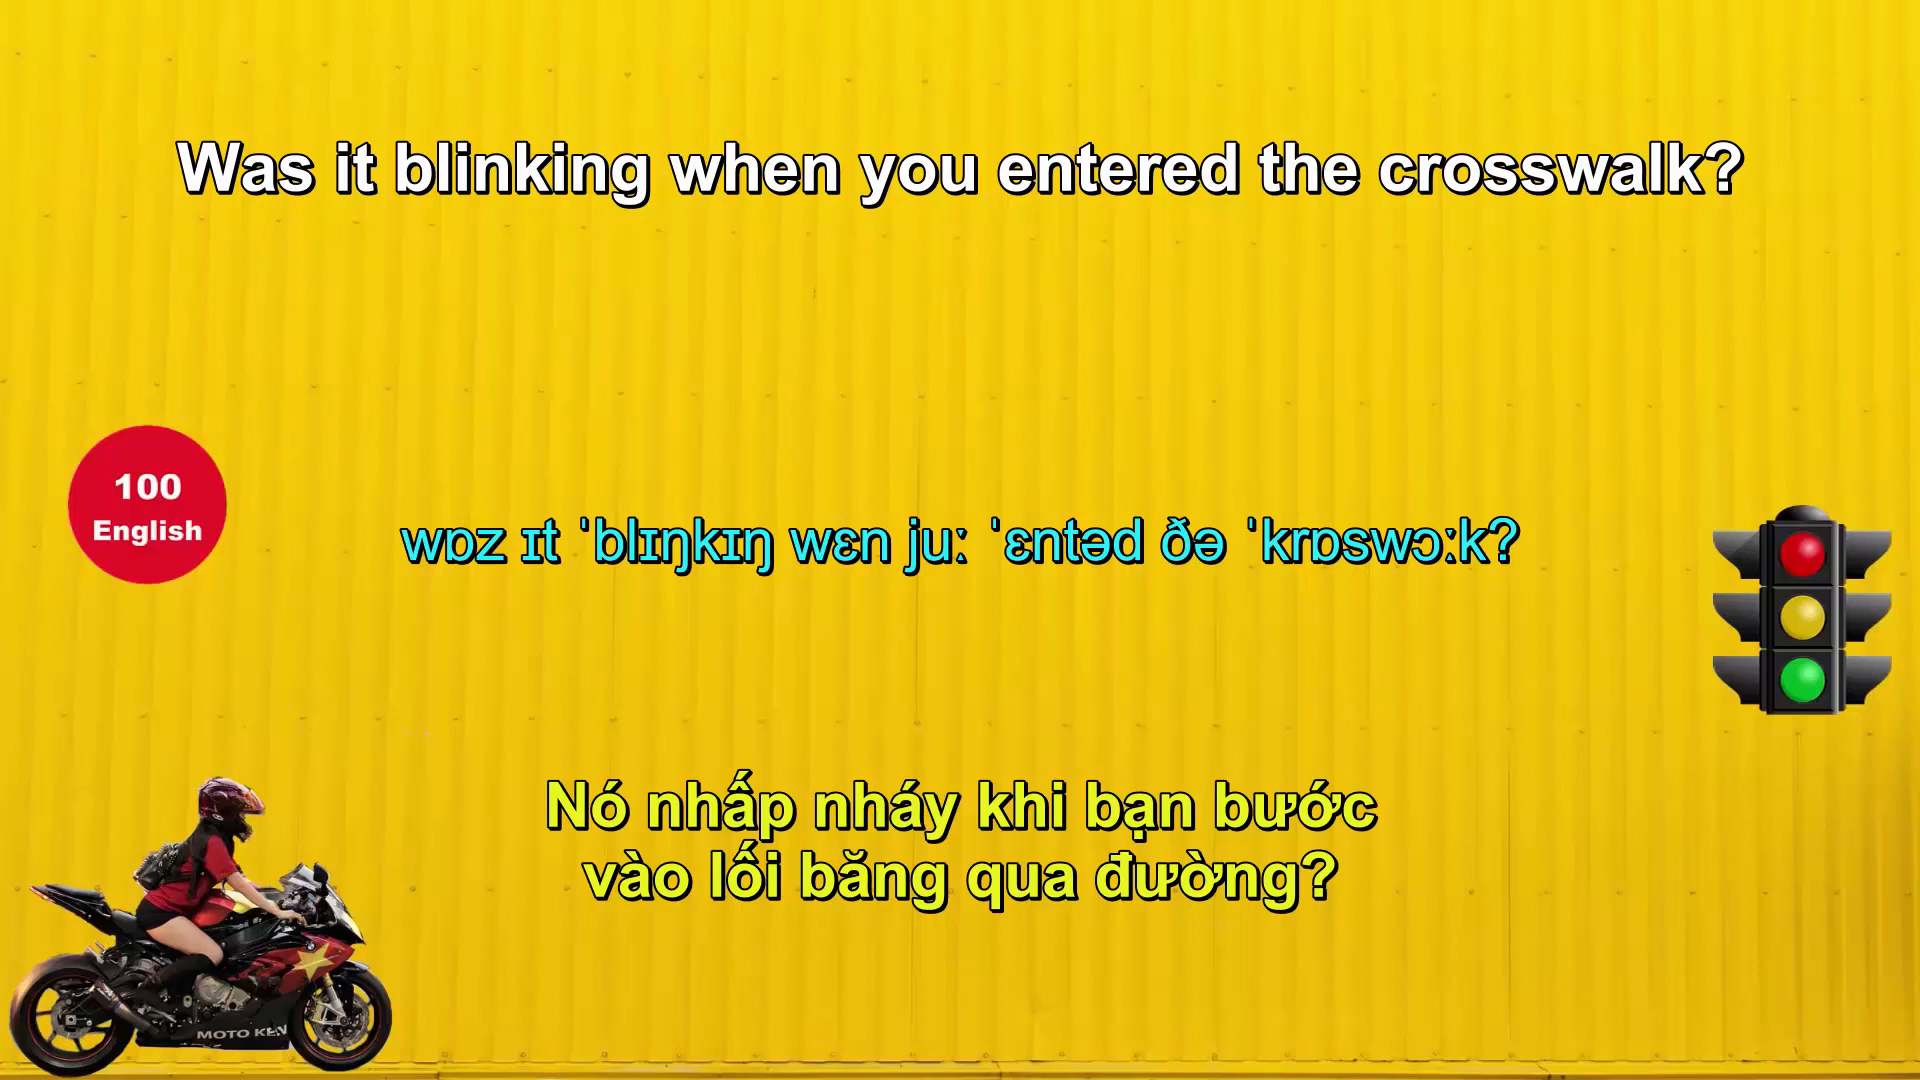 Was it blinking when you entered the crosswalk?
100
English
wɒz ɪt ˈblɪŋkɪŋ wɛn juː ˈɛntəd ðə ˈkrɒswɔːk?
Nó nhấp nháy khi bạn bước
vào lối băng qua đường?
MOTO KEN